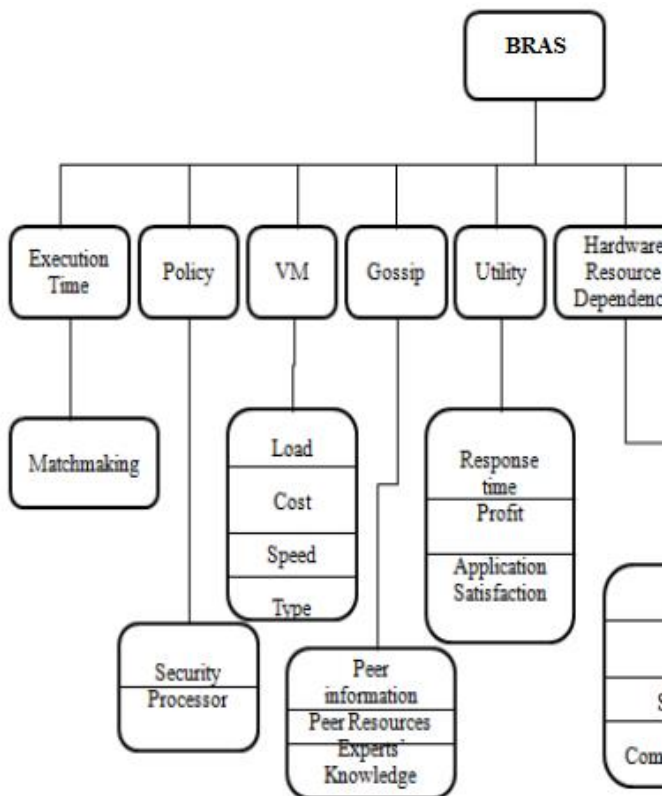 BRAS
Execution
Time
Policy
VM
Gossip
Utility
Hardware
Resource
Matchmaking
Load
Cost
Speed
Type
Response
time
Profit
Application
Satisfaction
Security
Processor
Peer
information
Peer Resources
Experts'
Knowledge